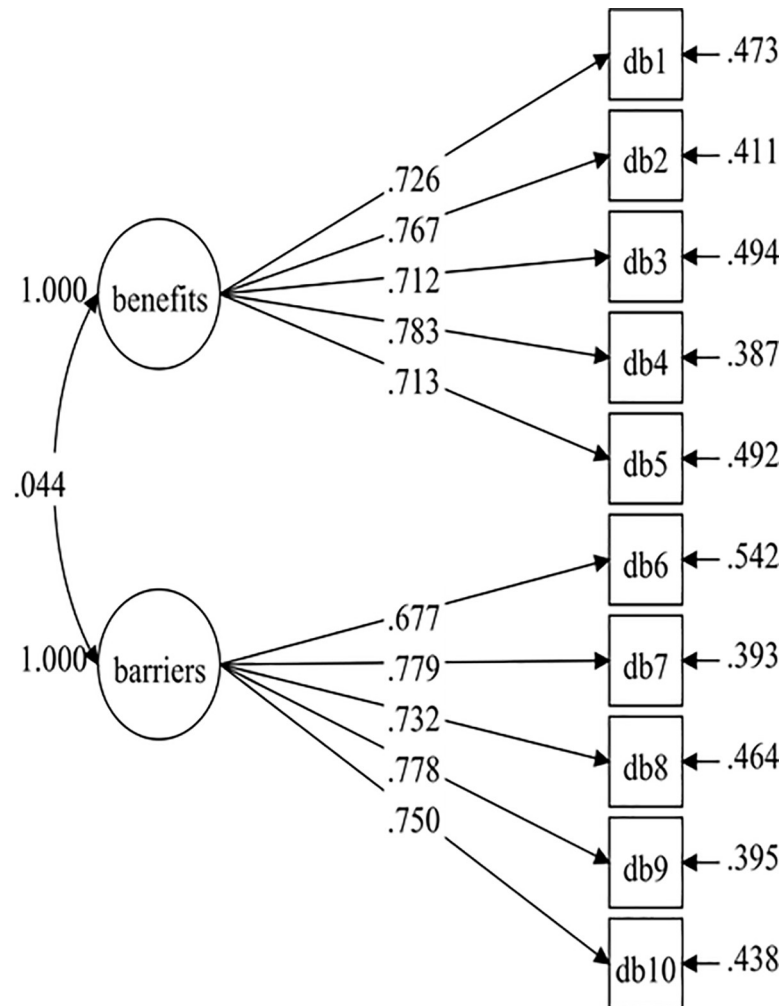 db1
.473
.726
db2
.411
.767
db3
.494
.712
1.000
benefits
.783
db4
.387
.713
db5
.492
.044
db6
.542
.677
1.000
barriers
.779
db7
.393
.732
db8
.464
.778
db9
.395
.750
db10
.438